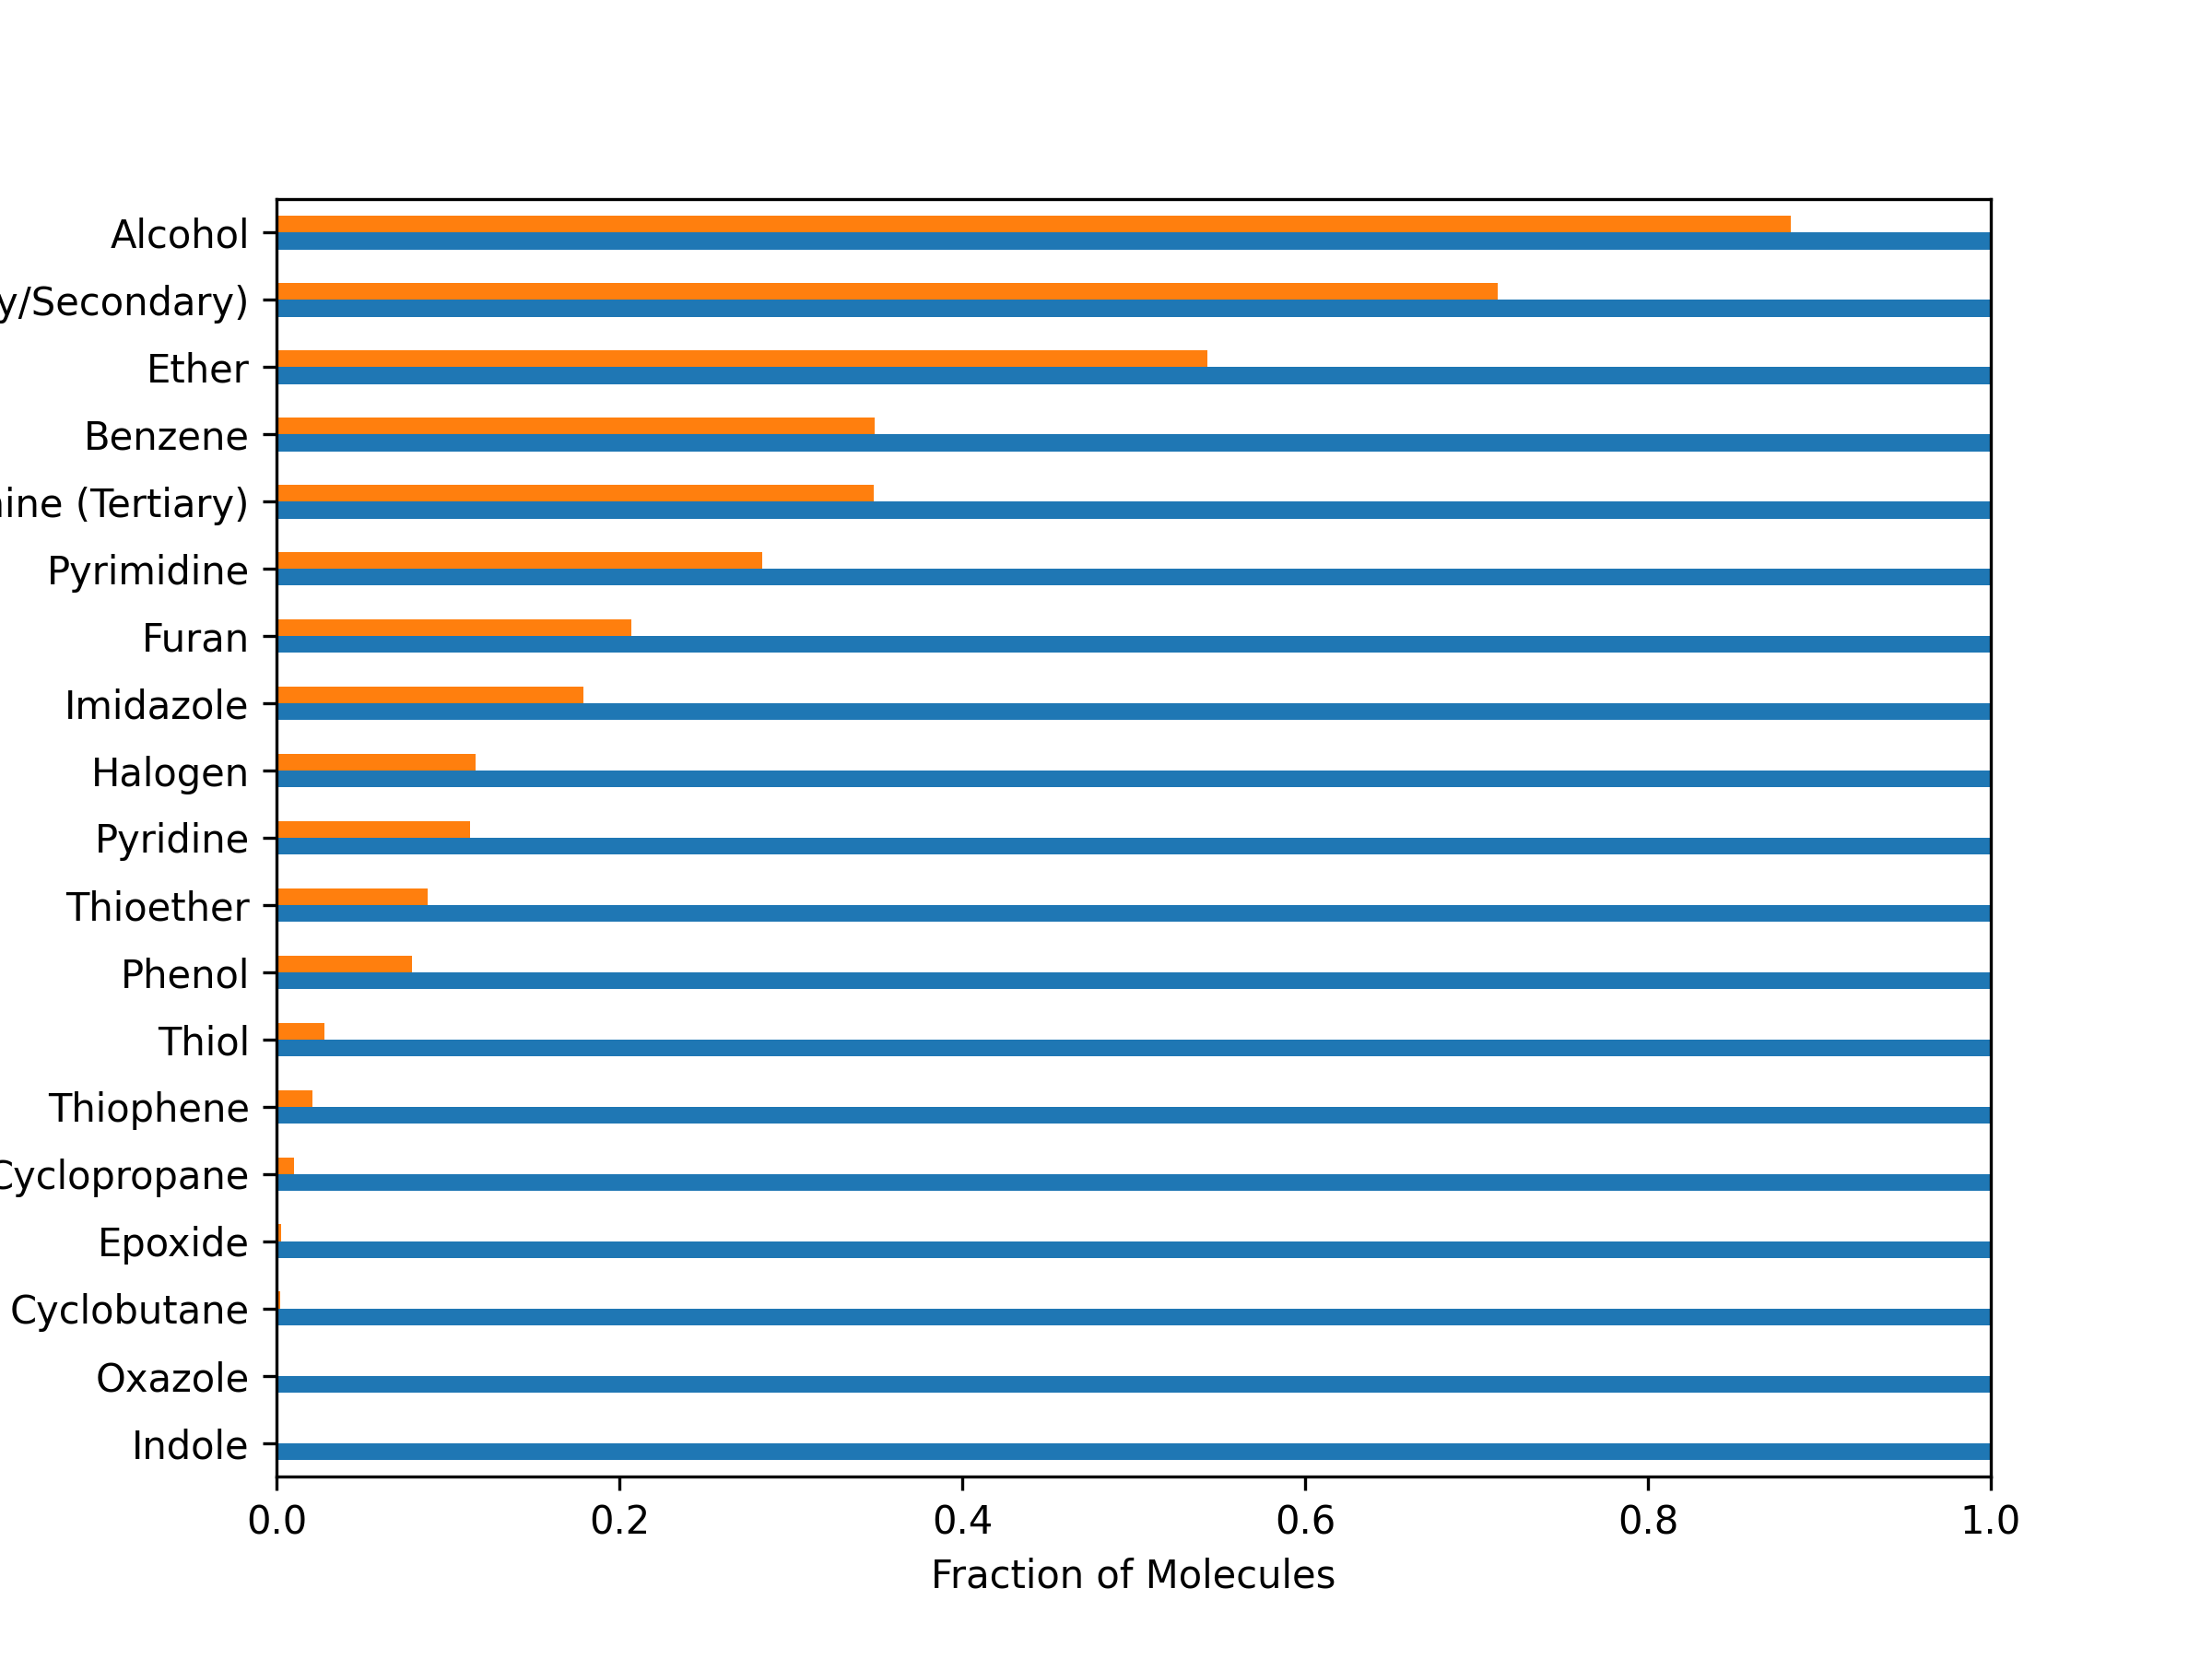 Alcohol
y/Secondary)
Ether
Benzene
ine (Tertiary)
Pyrimidine
Furan
Imidazole
Halogen
Pyridine
Thioether
Phenol
Thiol
Thiophene
Cyclopropane
Epoxide
Cyclobutane
Oxazole
Indole
0.0 0.2 0.4 0.6 0.8 1.0
Fraction of Molecules